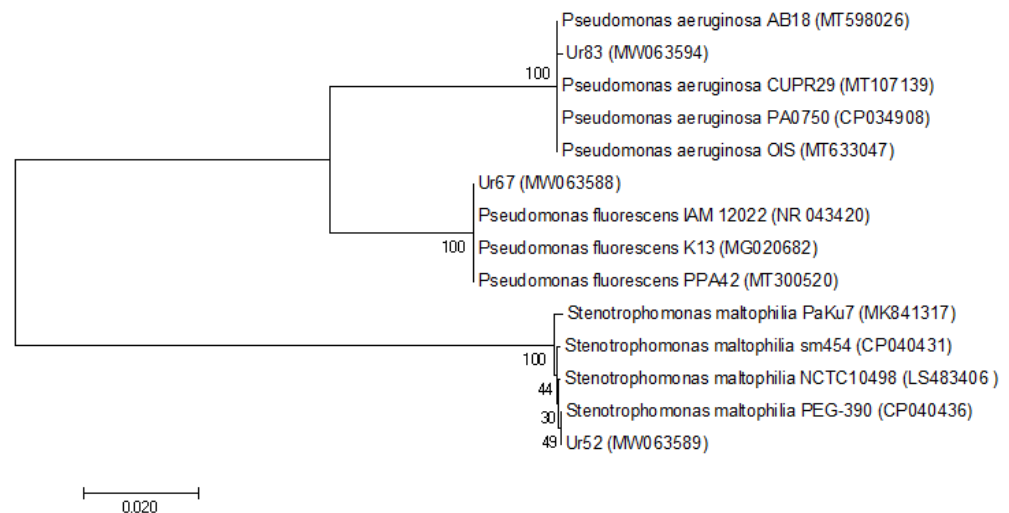 Pseudomonas aeruginosa AB18 (MT598026)
Ur83 (MW063594)
100
Pseudomonas aeruginosa CUPR29 (MT107139)
Pseudomonas aeruginosa PA0750 (CP034908)
Pseudomonas aeruginosa OIS (MT633047)
Ur67 (MW063588)
Pseudomonas fluorescens IAM 12022 (NR 043420)
100
Pseudomonas fluorescens K13 (MG020682)
Pseudomonas fluorescens PPA42 (MT300520)
Stenotrophomonas maltophilia PaKu7 (MK841317)
Stenotrophomonas maltophilia sm454 (CP040431)
100
Stenotrophomonas maltophilia NCTC10498 (LS483406 )
44
Stenotrophomonas maltophilia PEG-390 (CP040436)
30
49 Ur52 (MW063589)
0.020